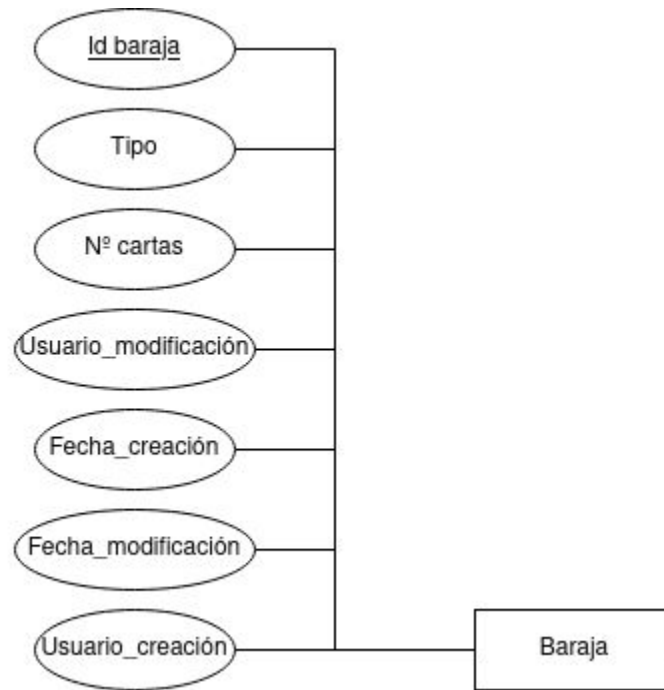 Id baraja
Tipo
Nº cartas
Usuario_modificación
Fecha_creación
Fecha_modificación
Usuario_creación
Baraja